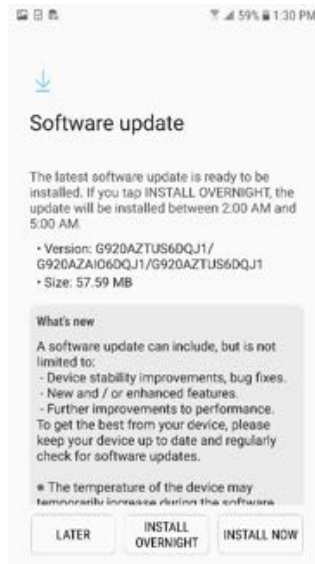 59% 1:30 PM
Software update
The latest software update is ready to be
installed. If you tap INSTALL OVERNIGHT, the
update will be installed between 2:00 AM and
5:00 AM.
• Version: G920AZTUS6DQJ1/
G920AZAIO6DQJ1/G920AZTUS6DQJ1
• Size: 57.59 MB
What's new
A software update can include, but is not
limited to:
- Device stability improvements, bug fixes.
- New and / or enhanced features.
- Further improvements to performance.
To get the best from your device, please
keep your device up to date and regularly
check for software updates.
※ The temperature of the device may
temporarily increase during the software
LATER
INSTALL
OVERNIGHT
INSTALL NOW